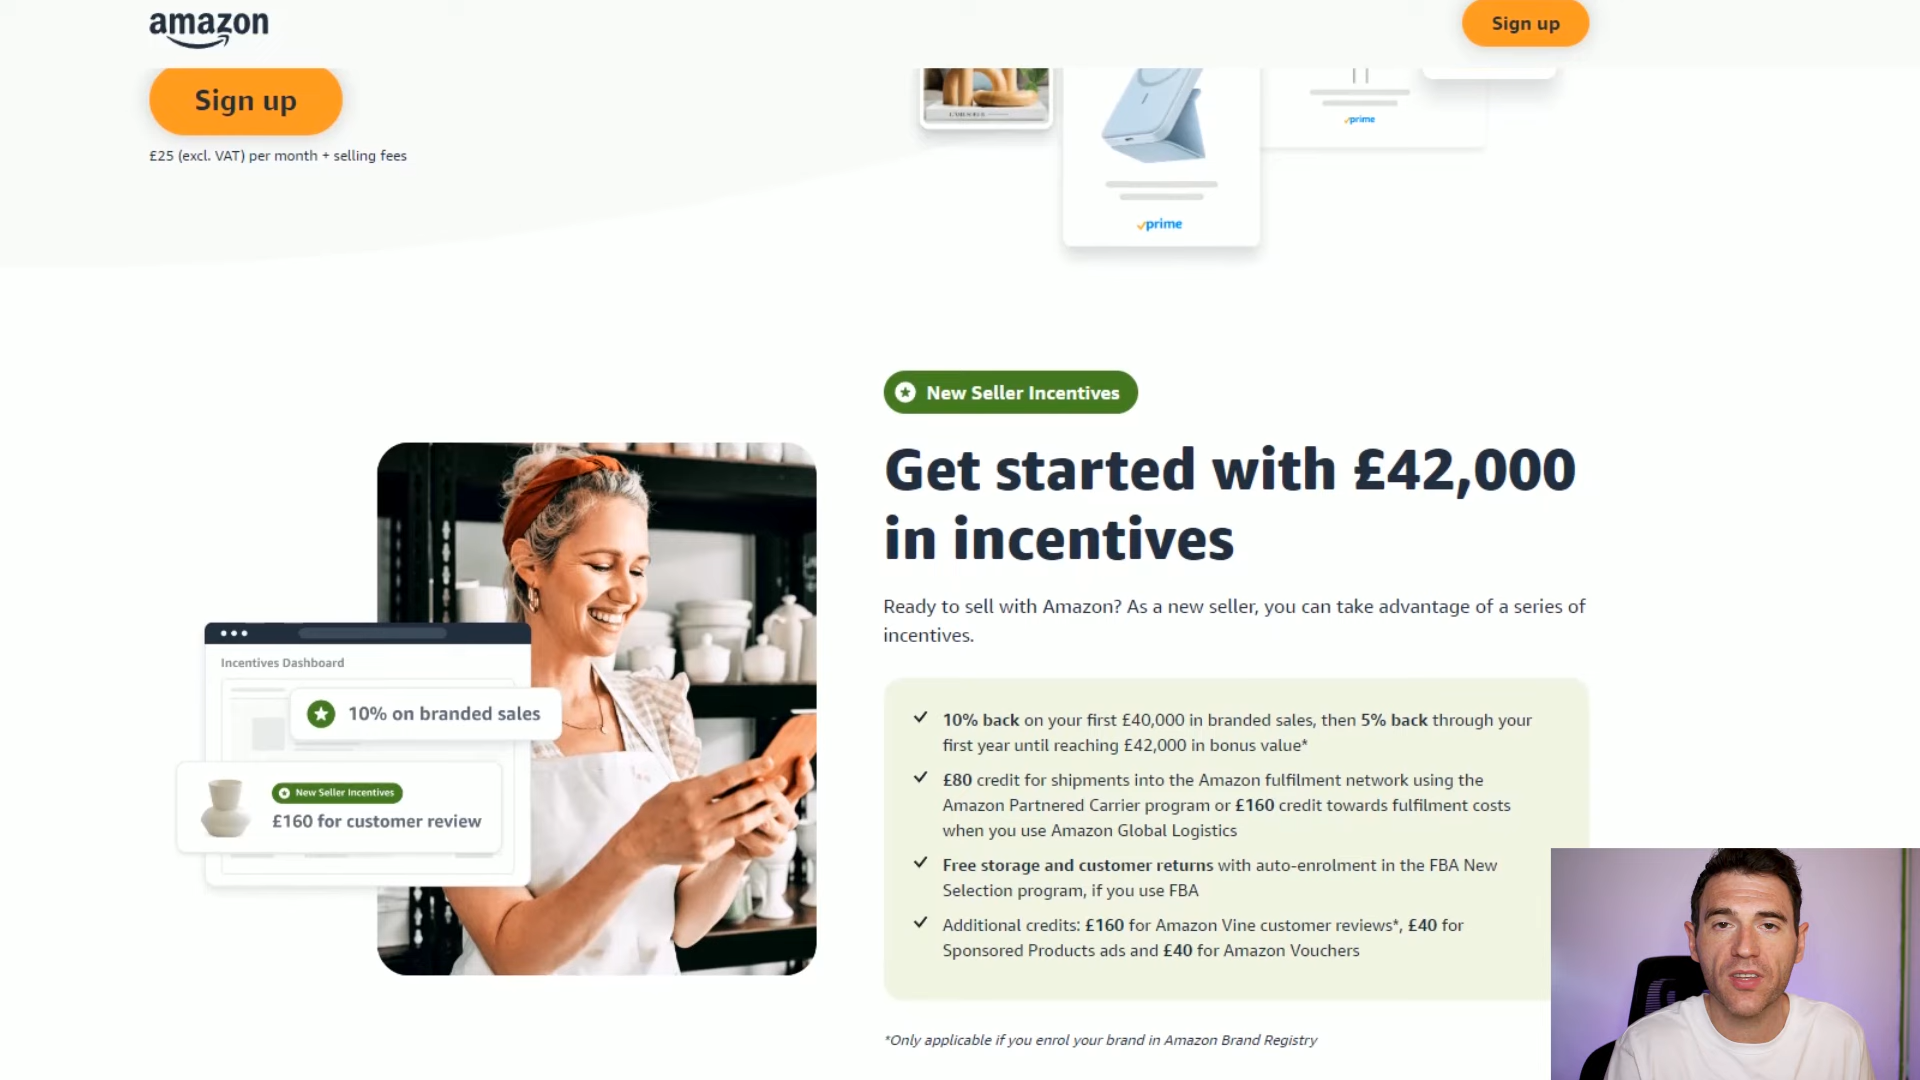 amazon
Sign up
Sign up
£25 (excl. VAT) per month + selling fees
prime
prime
New Seller Incentives
Get started with £42,000
in incentives
Ready to sell with Amazon? As a new seller, you can take advantage of a series of
incentives.
Incentives Dashboard
10% on branded sales
New Seller Incentives
£160 for customer review
10% back on your first £40,000 in branded sales, then 5% back through your
first year until reaching £42,000 in bonus value*
£80 credit for shipments into the Amazon fulfilment network using the
Amazon Partnered Carrier program or £160 credit towards fulfilment costs
when you use Amazon Global Logistics
Free storage and customer returns with auto-enrolment in the FBA New
Selection program, if you use FBA
Additional credits: £160 for Amazon Vine customer reviews*, £40 for
Sponsored Products ads and £40 for Amazon Vouchers
*Only applicable if you enrol your brand in Amazon Brand Registry